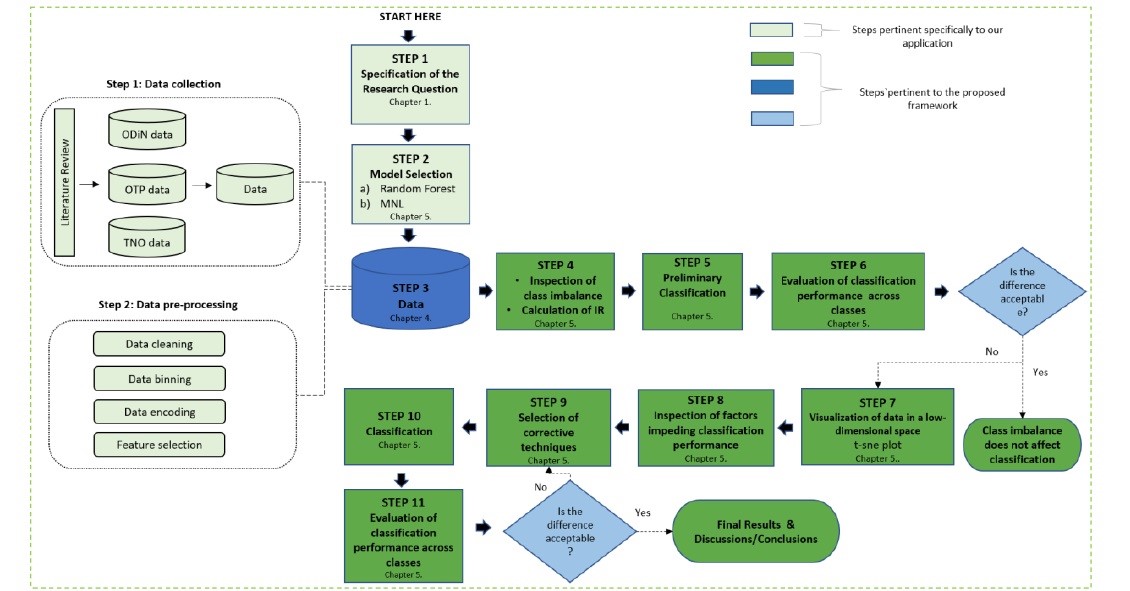 START HERE
STEP 1
Specification of the
Research Question
Chapter 1.
STEP 2
Model Selection
a) Random Forest
b) MNL
Chapter 5.
Steps pertinent specifically to our
application
Steps`pertinent to the proposed
framework
Step 1: Data collection
Literature Review
ODiN data
OTP data
TNO data
Data
Step 2: Data pre-processing
Data cleaning
Data binning
Data encoding
Feature selection
STEP 3
Data
Chapter 4.
STEP 4
• Inspection of
class imbalance
• Calculation of IR
Chapter 5.
STEP 5
Preliminary
Classification
Chapter 5.
STEP 6
Evaluation of classification
performance across
classes
Chapter 5.
Is the
difference
acceptabl
e?
No
Yes
Class imbalance
does not affect
classification
STEP 7
Visualization of data in a low-
dimensional space
t-sne plot
Chapter 5..
STEP 8
Inspection of factors
impeding classification
performance
Chapter 5.
STEP 9
Selection of
corrective
techniques
Chapter 5.
STEP 10
Classification
Chapter 5.
STEP 11
Evaluation of
classification
performance across
classes
Chapter 5.
Is the
difference
acceptable
?
No
Yes
Final Results &
Discussions/Conclusions